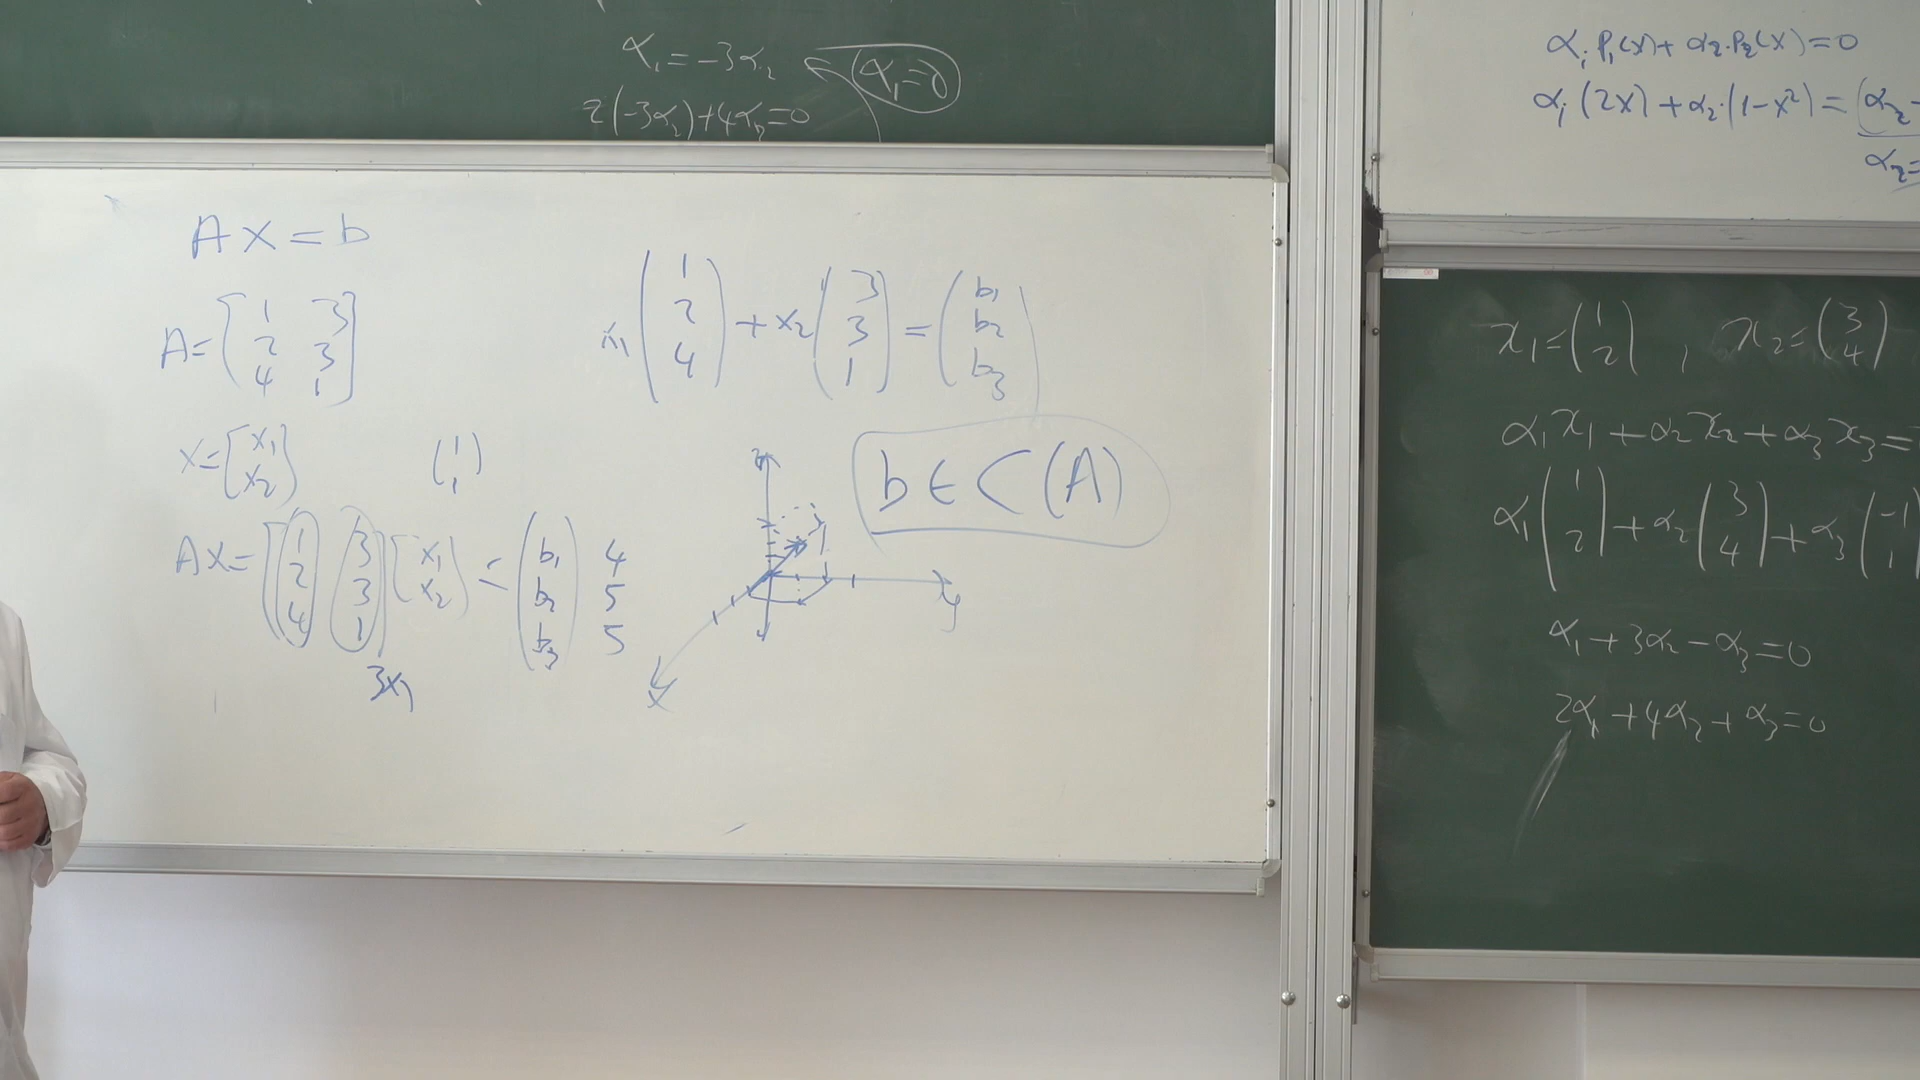 α₁ = -3α₂
α₁=0
2(-3α₂)+4α₂=0
AX = b
A= [1 3; 2 3; 4 1]
x= [x₁; x₂]
(1; 1)
AX= [1 3; 2 3; 4 1] [x₁; x₂] = (b₁; b₂; b₃) 4 5 5
3x1
x₁ (1; 2; 4) + x₂ (3; 3; 1) = (b₁; b₂; b₃)
b ∈ C(A)
z
y
x
α₁ P₁(x) + α₂.P₂(x) = 0
α₁ (2x) + α₂.(1-x²) = (α₂
α₂=
x₁=(1; 2) , x₂=(3; 4)
α₁x₁ + α₂x₂ + α₃x₃ =
α₁ (1; 2) + α₂ (3; 4) + α₃ (-1; 1
α₁ + 3α₂ - α₃ = 0
2α₁ + 4α₂ + α₃ = 0